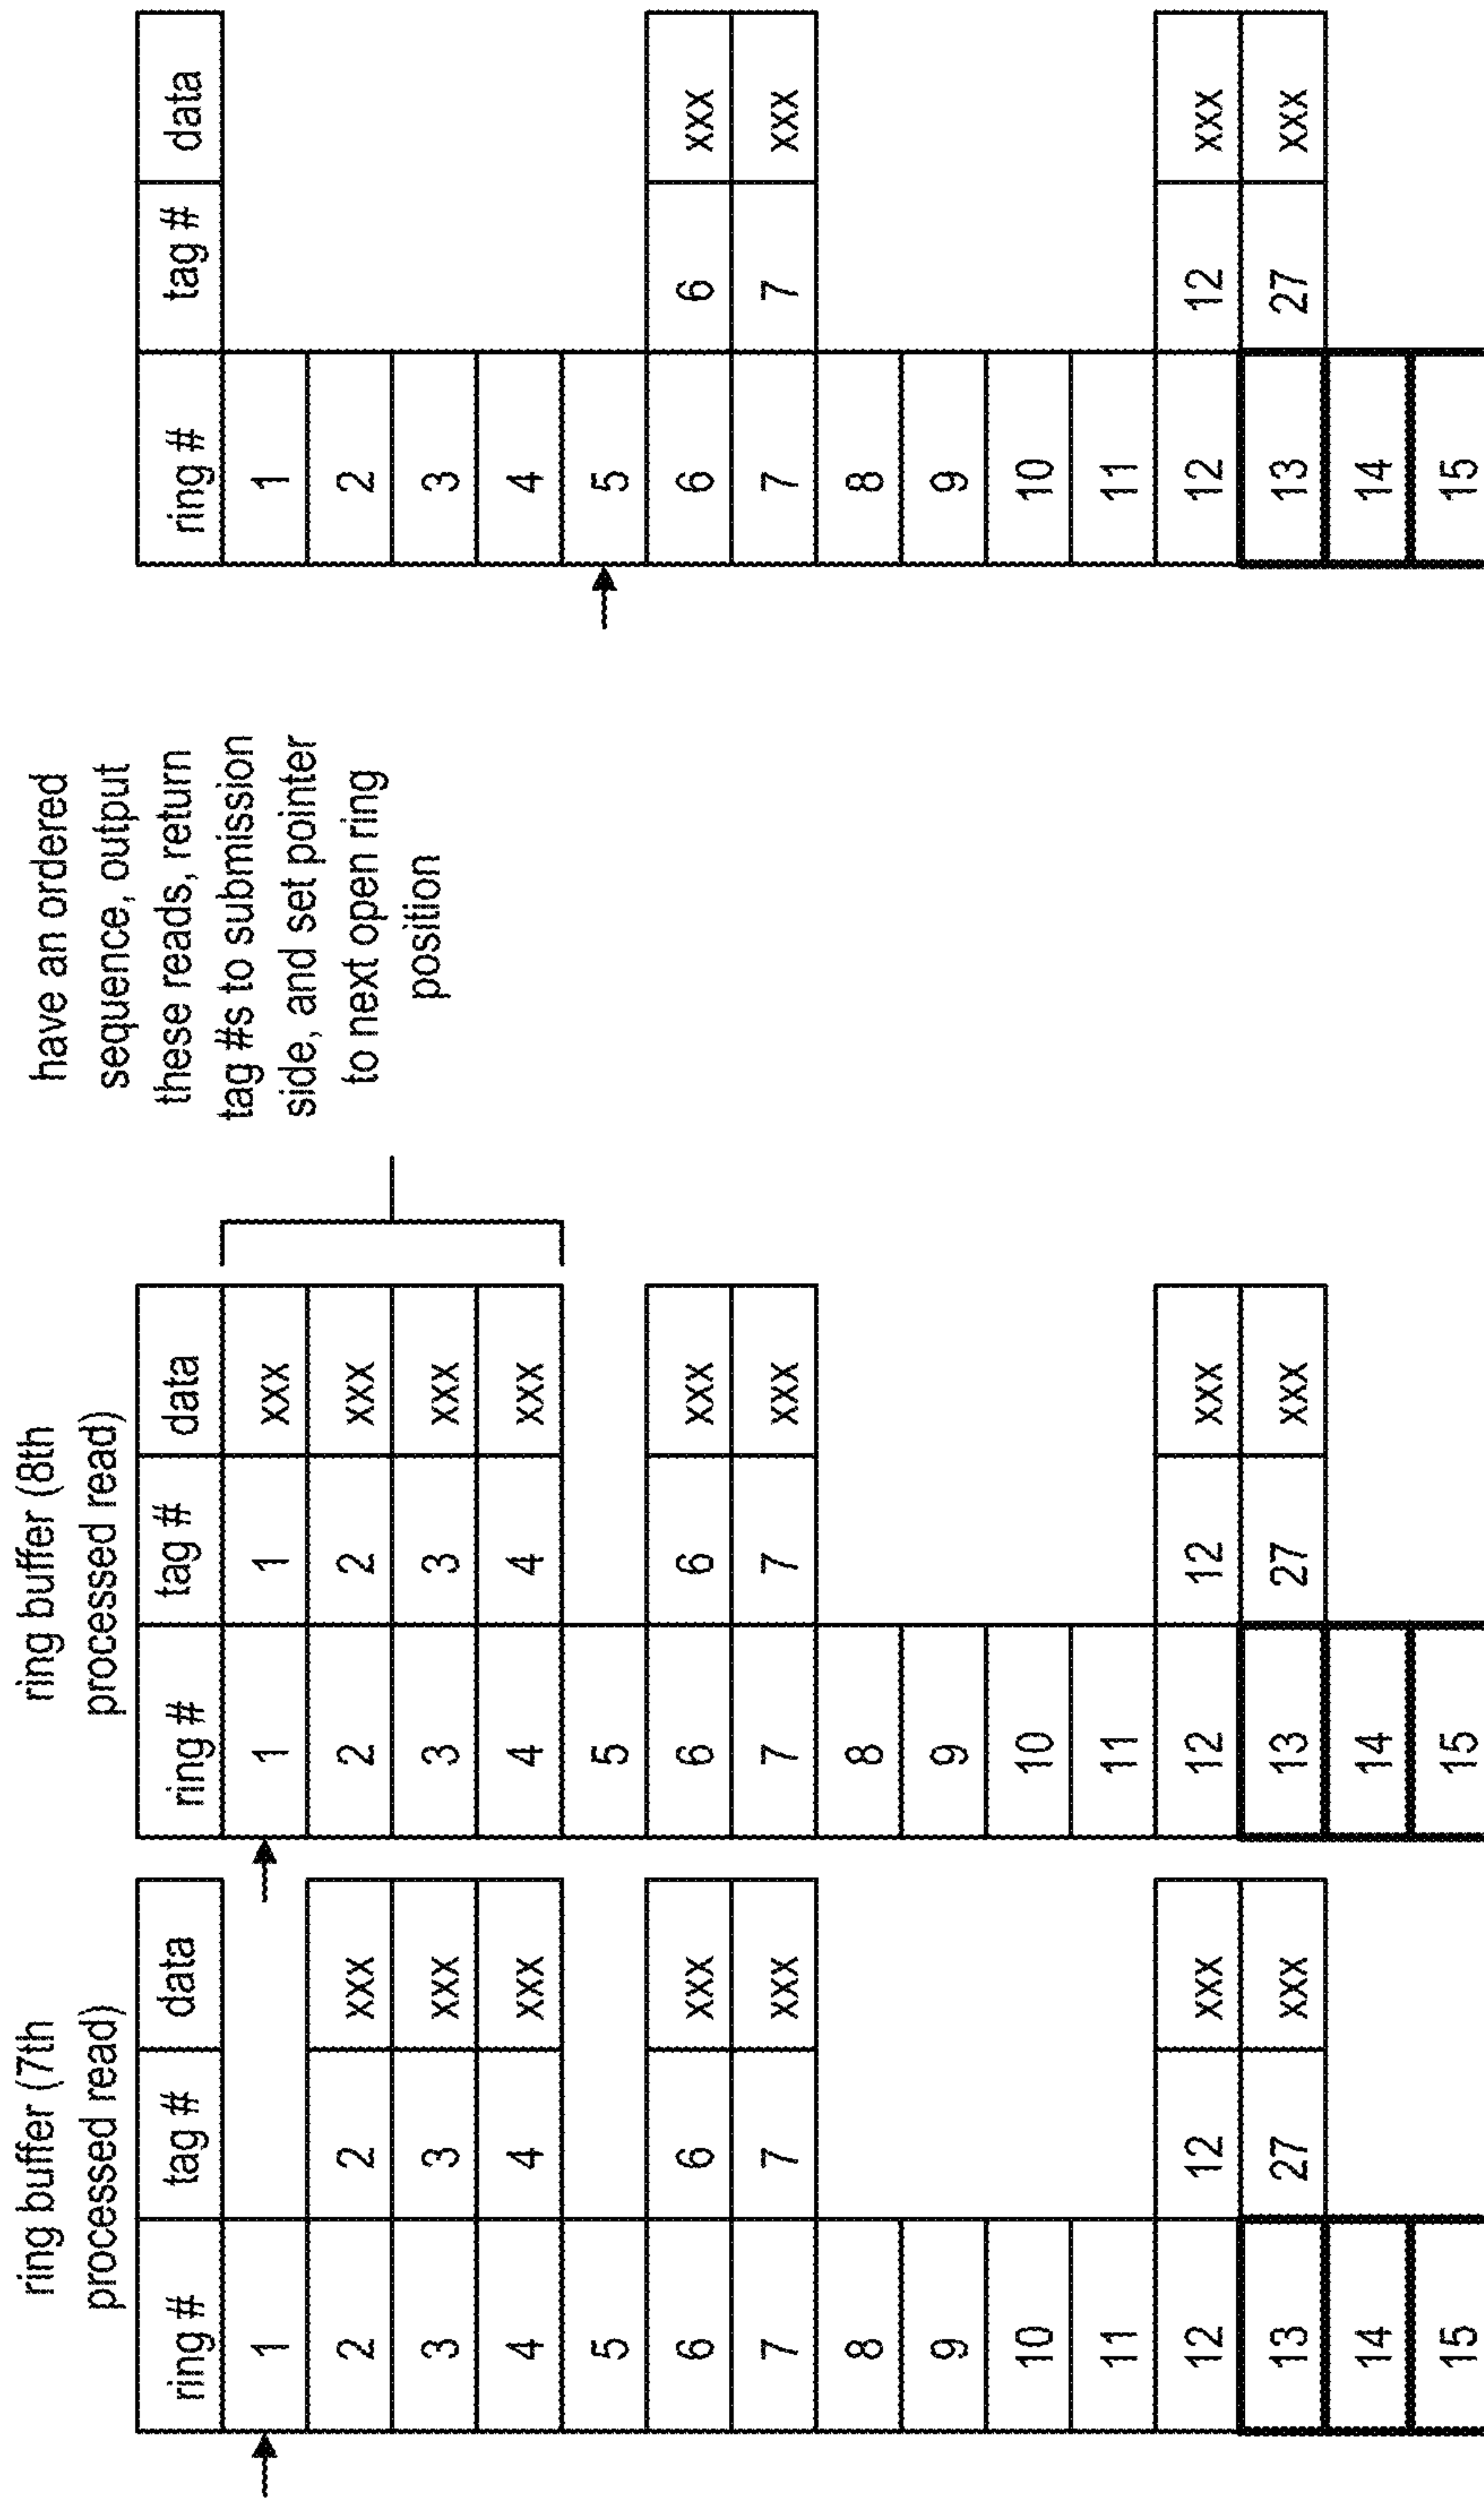 ring buffer (7th
processed read)
ring # tag # data
1
2 2 xxx
3 3 xxx
4 4 xxx
5
6 6 xxx
7 7 xxx
8
9
10
11
12 12 xxx
13 27 xxx
14
15
ring buffer (8th
processed read)
ring # tag # data
1 1 xxx
2 2 xxx
3 3 xxx
4 4 xxx
5
6 6 xxx
7 7 xxx
8
9
10
11
12 12 xxx
13 27 xxx
14
15
have an ordered
sequence, output
these reads, return
tag #s to submission
side, and set pointer
to next open ring
position
ring # tag # data
1
2
3
4
5
6 6 xxx
7 7 xxx
8
9
10
11
12 12 xxx
13 27 xxx
14
15